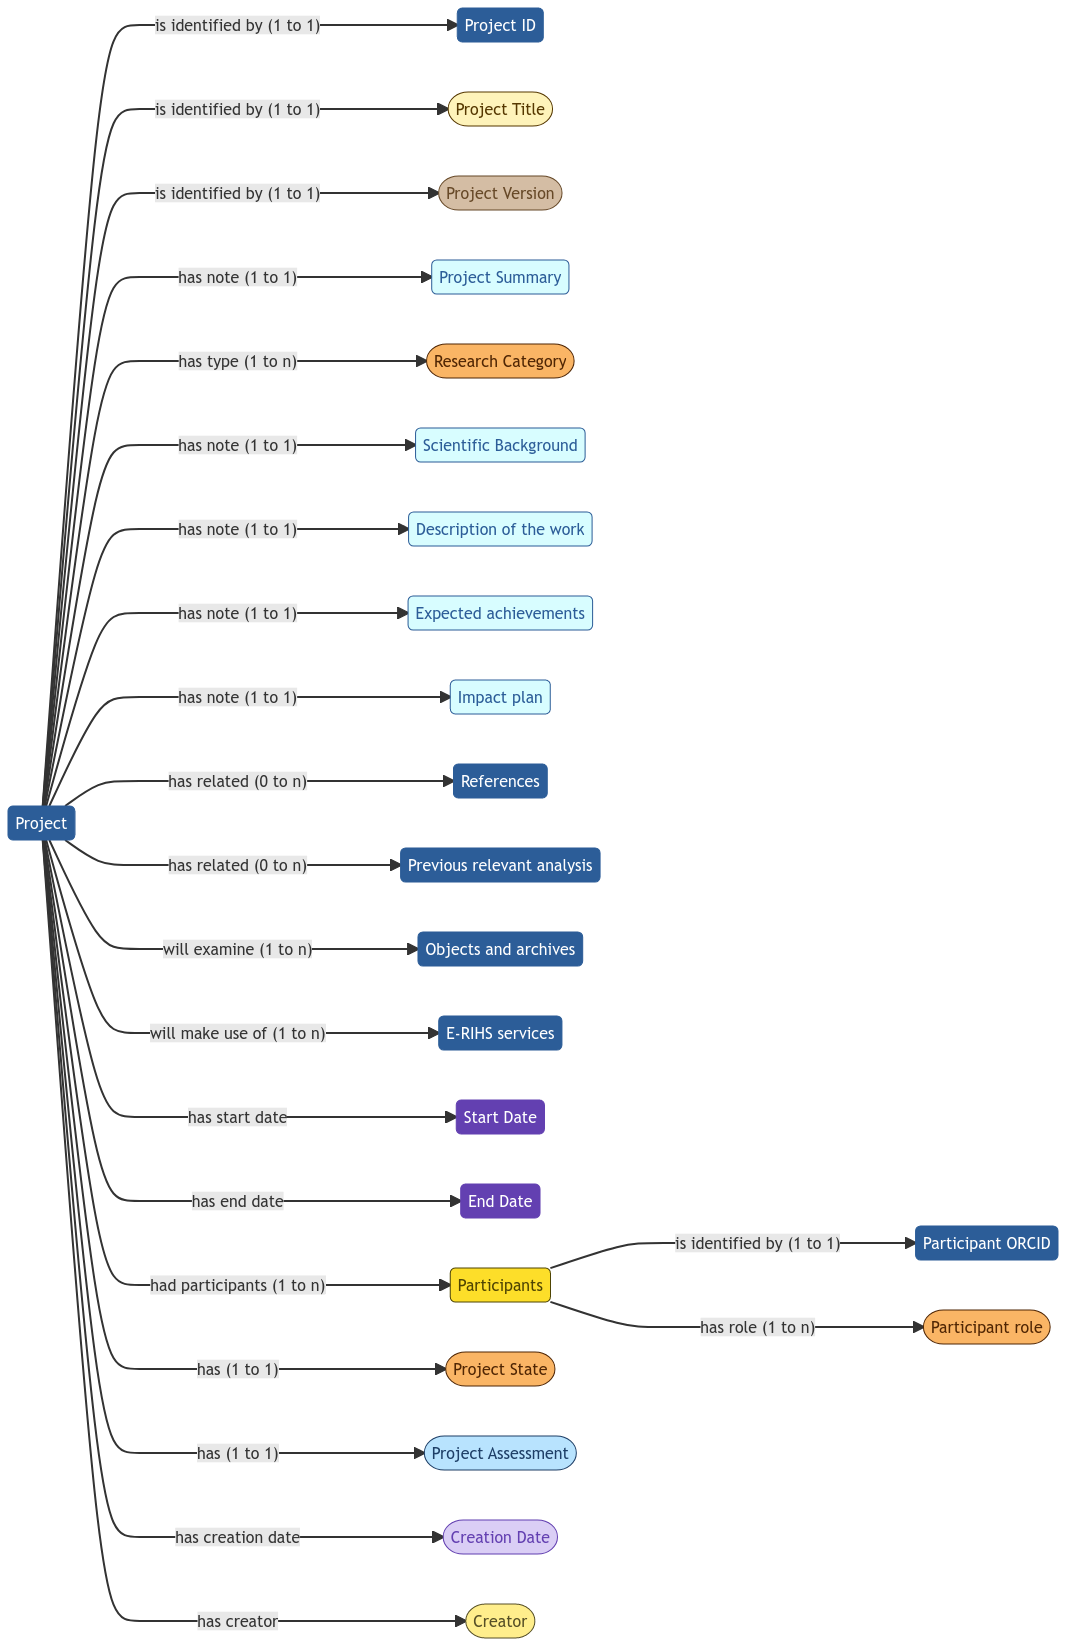 is identified by (1 to 1)
Project ID
is identified by (1 to 1)
Project Title
is identified by (1 to 1)
Project Version
has note (1 to 1)
Project Summary
has type (1 to n)
Research Category
has note (1 to 1)
Scientific Background
has note (1 to 1)
Description of the work
has note (1 to 1)
Expected achievements
has note (1 to 1)
Impact plan
has related (0 to n)
References
Project
has related (0 to n)
Previous relevant analysis
will examine (1 to n)
Objects and archives
will make use of (1 to n)
E-RIHS services
has start date
Start Date
has end date
End Date
is identified by (1 to 1)
Participant ORCID
had participants (1 to n)
Participants
has role (1 to n)
Participant role
has (1 to 1)
Project State
has (1 to 1)
Project Assessment
has creation date
Creation Date
has creator
Creator